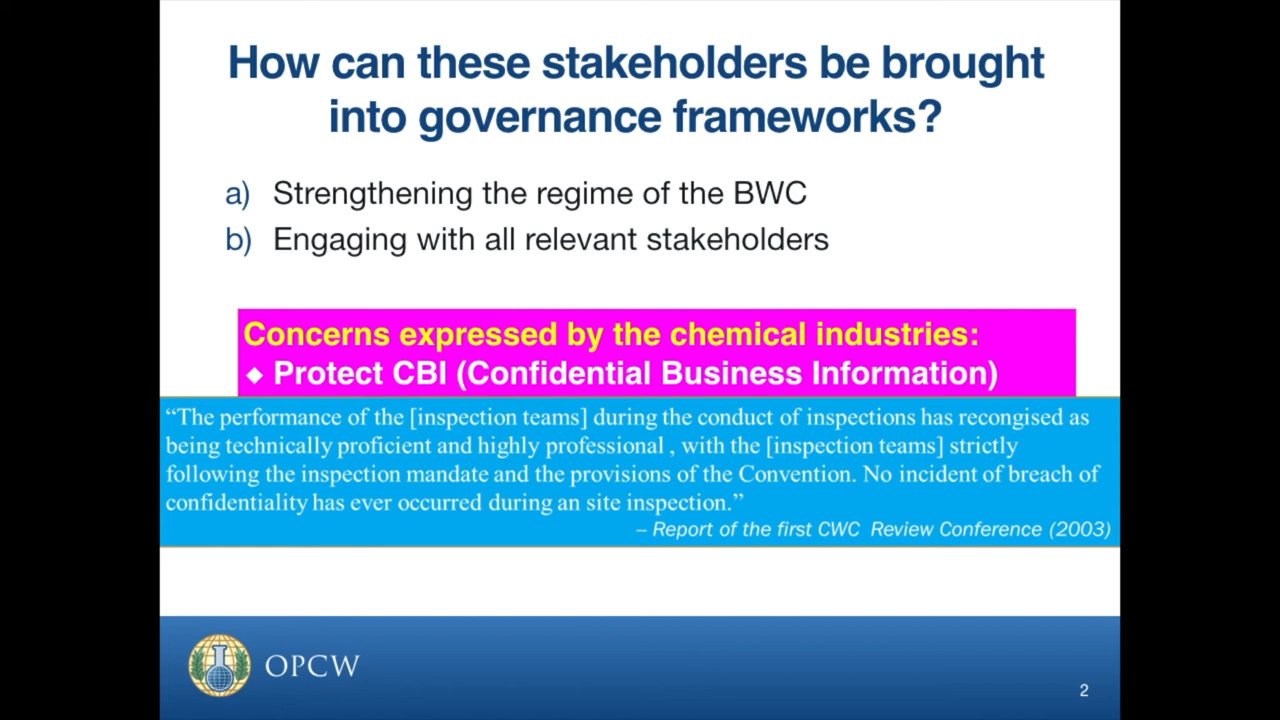 How can these stakeholders be brought
into governance frameworks?
a) Strengthening the regime of the BWC
b) Engaging with all relevant stakeholders
Concerns expressed by the chemical industries:
◆ Protect CBI (Confidential Business Information)
“The performance of the [inspection teams] during the conduct of inspections has recongised as
being technically proficient and highly professional , with the [inspection teams] strictly
following the inspection mandate and the provisions of the Convention. No incident of breach of
confidentiality has ever occurred during an site inspection.”
– Report of the first CWC Review Conference (2003)
OPCW
2